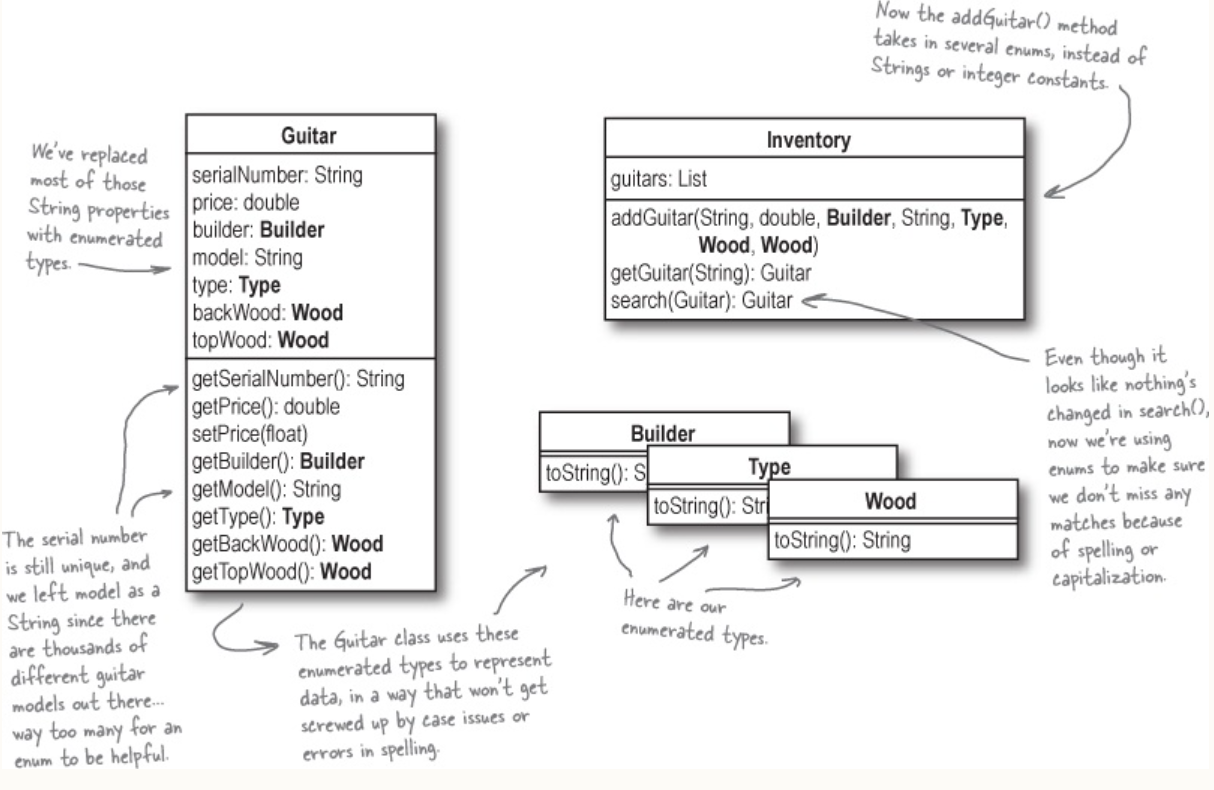 Now the addGuitar() method
takes in several enums, instead of
Strings or integer constants.
We've replaced
most of those
String properties
with enumerated
types.
Guitar
serialNumber: String
price: double
builder: Builder
model: String
type: Type
backWood: Wood
topWood: Wood
getSerialNumber(): String
getPrice(): double
setPrice(float)
getBuilder(): Builder
getModel(): String
getType(): Type
getBackWood(): Wood
getTopWood(): Wood
Inventory
guitars: List
addGuitar(String, double, Builder, String, Type,
Wood, Wood)
getGuitar(String): Guitar
search(Guitar): Guitar
Even though it
looks like nothing's
changed in search(),
now we're using
enums to make sure
we don't miss any
matches because
of spelling or
capitalization.
Builder
toString(): S
Type
toString(): Stri
Wood
toString(): String
Here are our
enumerated types.
The serial number
is still unique, and
we left model as a
String since there
are thousands of
different guitar
models out there...
way too many for an
enum to be helpful.
The Guitar class uses these
enumerated types to represent
data, in a way that won't get
screwed up by case issues or
errors in spelling.